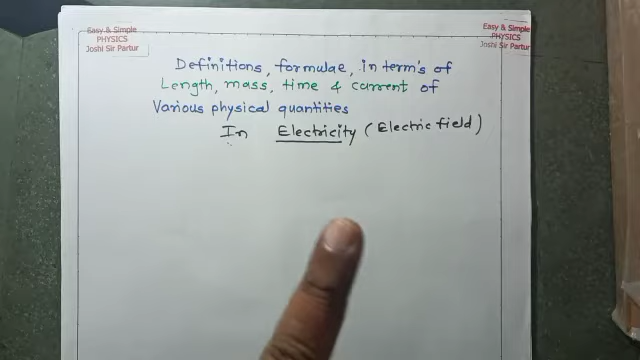 Easy & Simple
PHYSICS
Joshi Sir Partur
Easy & Simple
PHYSICS
Joshi Sir Partur
Definitions, formulae, in term's of
Length, mass, time & current of
Various physical quantities
In Electricity (Electric field)